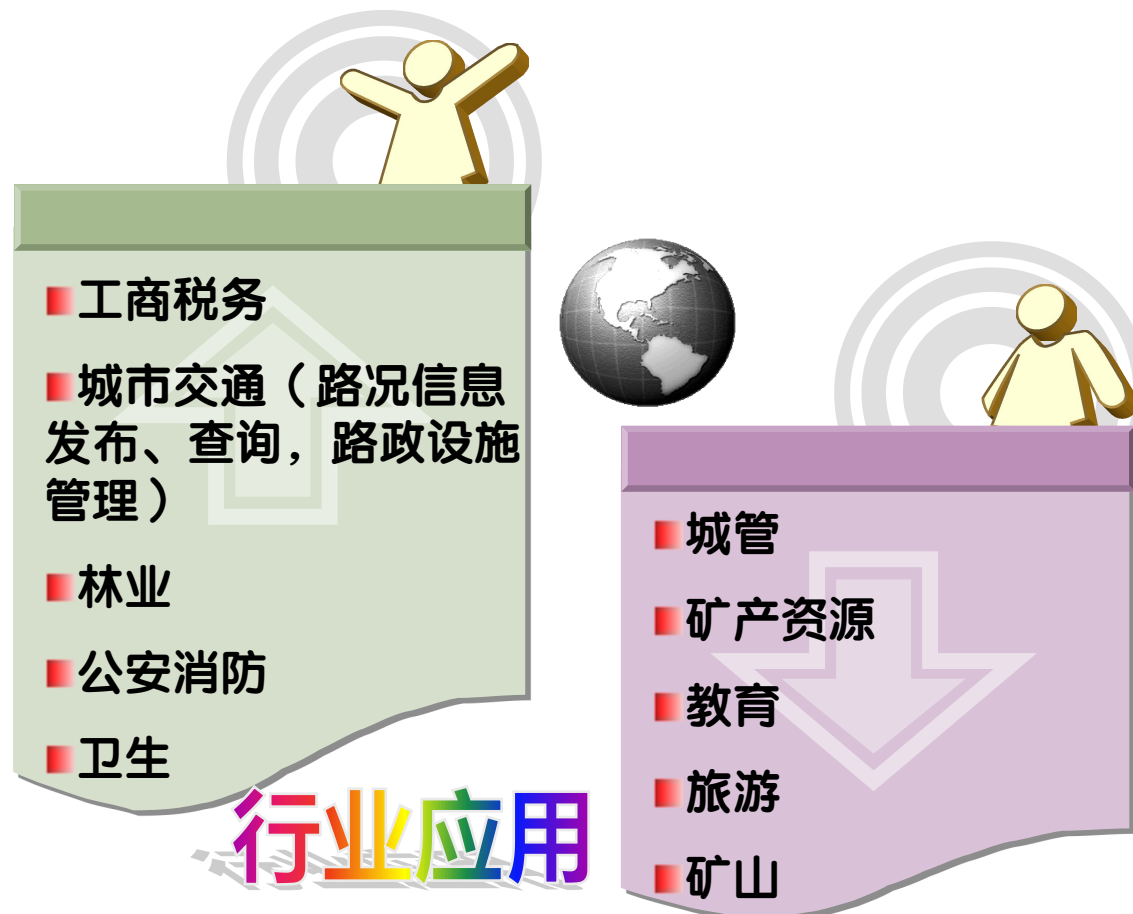 工商税务
城市交通（路况信息
发布、查询，路政设施
管理）
林业
公安消防
卫生
城管
矿产资源
教育
旅游
矿山
行业应用